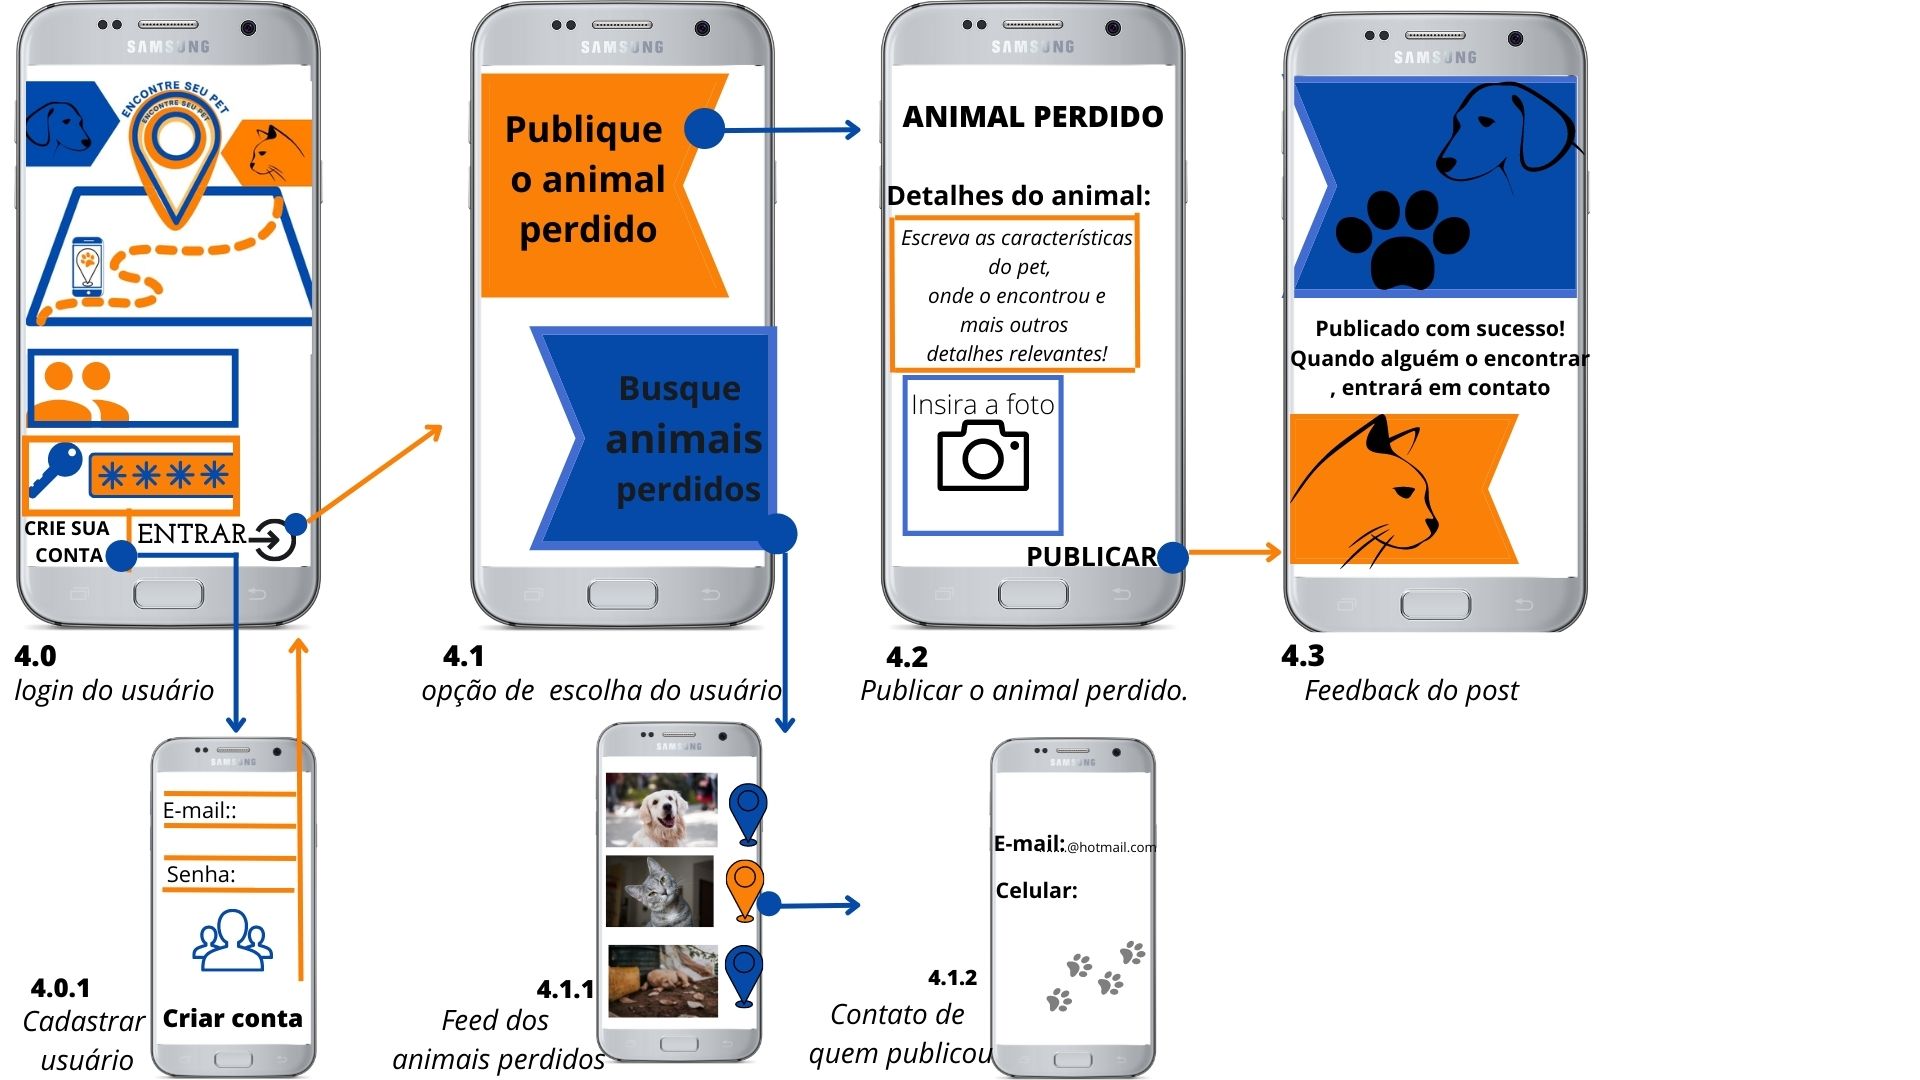 SAMSUNG
ENCONTRE SEU PET
ENCONTRE SEU PET
CRIE SUA
CONTA
ENTRAR
4.0
login do usuário
SAMSUNG
Publique
o animal
perdido
Busque
animais
perdidos
4.1
opção de escolha do usuário
SAMSUNG
ANIMAL PERDIDO
Detalhes do animal:
Escreva as características
do pet,
onde o encontrou e
mais outros
detalhes relevantes!
Insira a foto
PUBLICAR
4.2
Publicar o animal perdido.
SAMSUNG
Publicado com sucesso!
Quando alguém o encontrar
, entrará em contato
4.3
Feedback do post
SAMSUNG
E-mail::
Senha:
Criar conta
4.0.1
Cadastrar
usuário
SAMSUNG
4.1.1
Feed dos
animais perdidos
SAMSUNG
E-mail:.....@hotmail.com
Celular:
4.1.2
Contato de
quem publicou